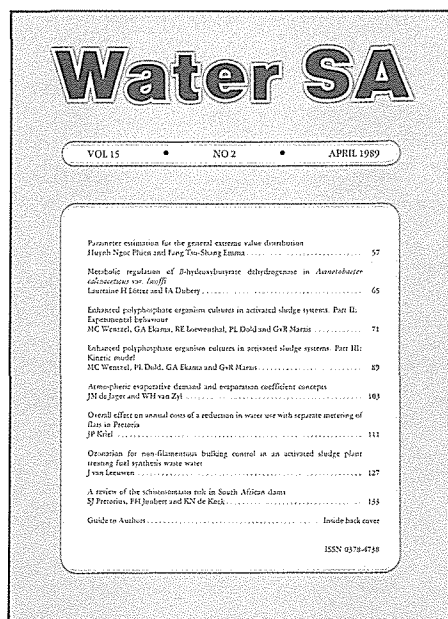 Water SA
VOL 15 • NO 2 • APRIL 1989
Parameter estimation for the general extreme value distribution
Huynh Ngoc Phien and Fang Tsu-Shang Emma 57
Metabolic regulation of β-hydroxybutyrate dehydrogenase in Acinetobacter
calcoaceticus var. lwoffi
Lauraine H Lötter and IA Dubery 65
Enhanced polyphosphate organism cultures in activated sludge systems. Part II:
Experimental behaviour
MC Wentzel, GA Ekama, RE Loewenthal, PL Dold and GvR Marais 71
Enhanced polyphosphate organism cultures in activated sludge systems. Part III:
Kinetic model
MC Wentzel, PL Dold, GA Ekama and GvR Marais 89
Atmospheric evaporative demand and evaporation coefficient concepts
JM de Jager and WH van Zyl 103
Overall effect on annual costs of a reduction in water use with separate metering of
flats in Pretoria
JP Kriel 111
Ozonation for non-filamentous bulking control in an activated sludge plant
treating fuel synthesis waste water
J van Leeuwen 127
A review of the schistosomiasis risk in South African dams
SJ Pretorius, PH Joubert and KN de Kock 133
Guide to Authors Inside back cover
ISSN 0378-4738